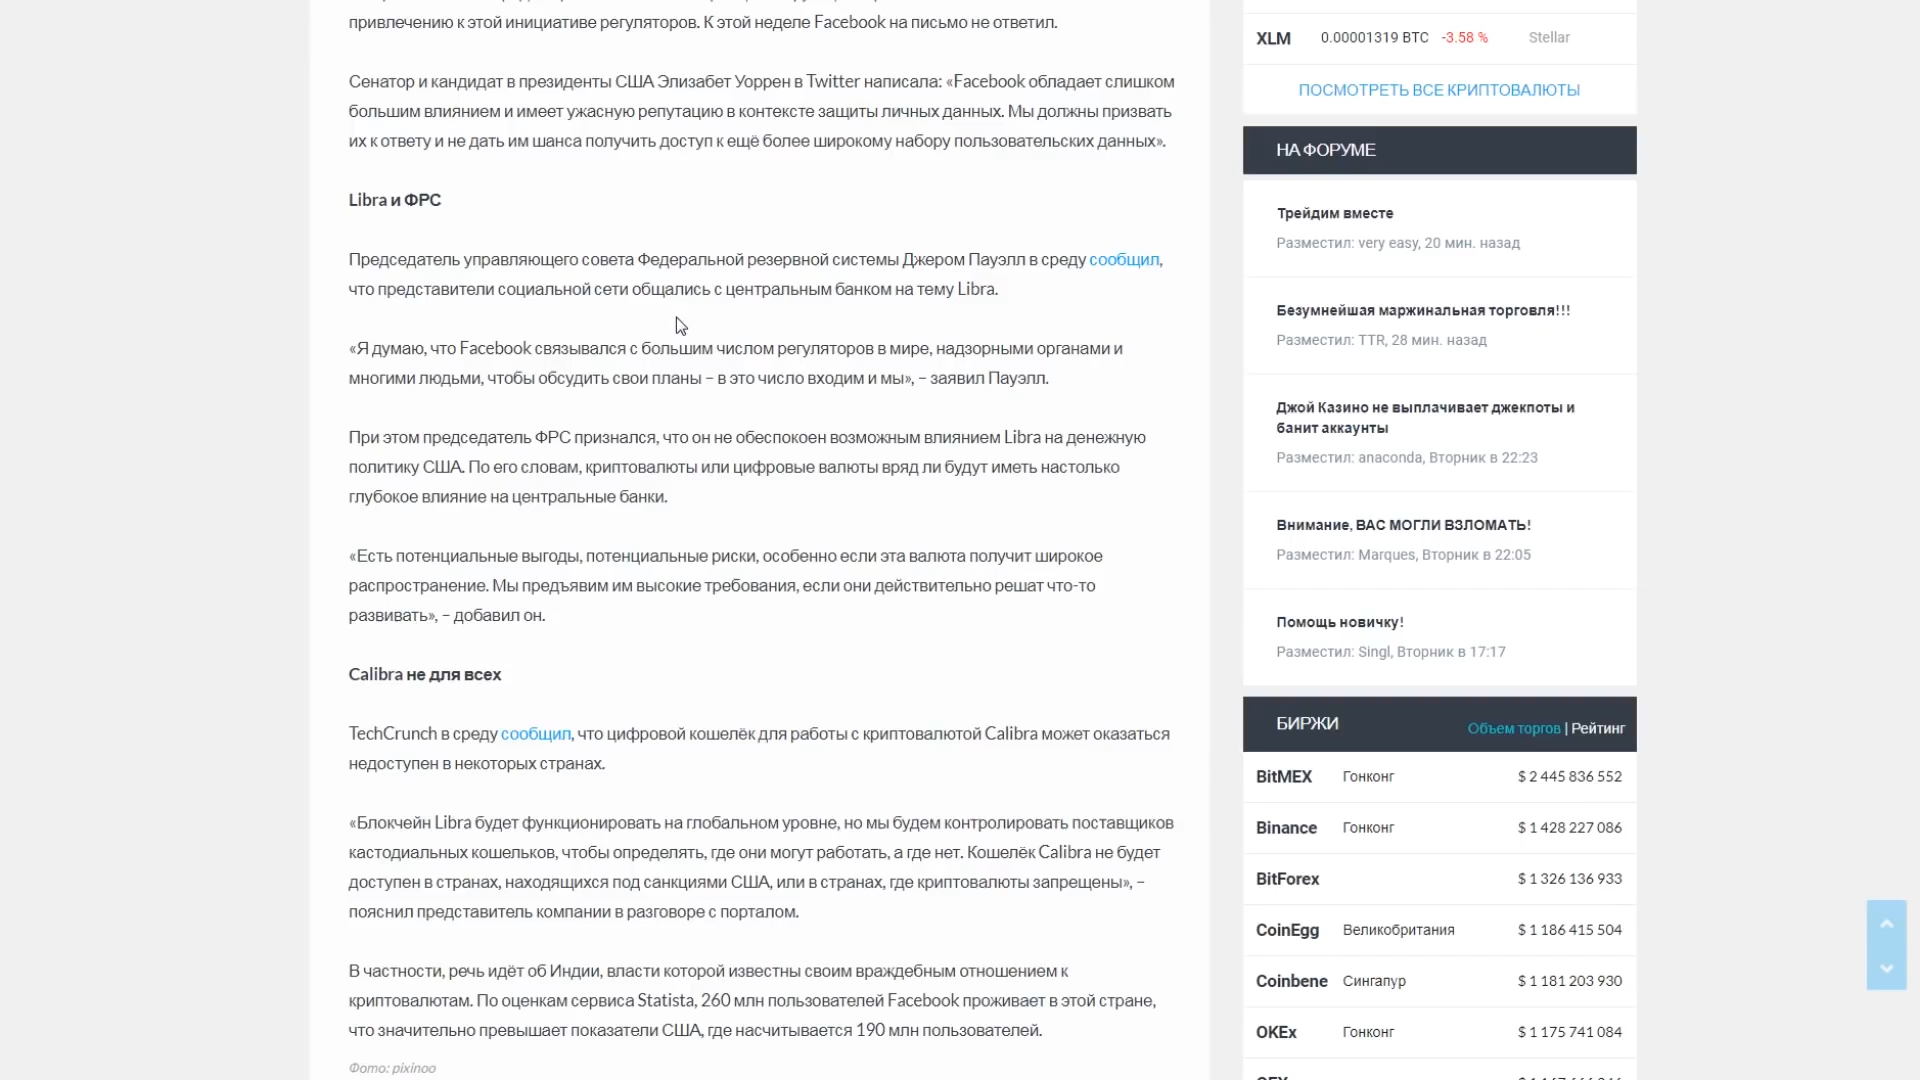 привлечению к этой инициативе регуляторов. К этой неделе Facebook на письмо не ответил.
Сенатор и кандидат в президенты США Элизабет Уоррен в Twitter написала: «Facebook обладает слишком
большим влиянием и имеет ужасную репутацию в контексте защиты личных данных. Мы должны призвать
их к ответу и не дать им шанса получить доступ к ещё более широкому набору пользовательских данных».
Libra и ФРС
Председатель управляющего совета Федеральной резервной системы Джером Пауэлл в среду сообщил,
что представители социальной сети общались с центральным банком на тему Libra.
«Я думаю, что Facebook связывался с большим числом регуляторов в мире, надзорными органами и
многими людьми, чтобы обсудить свои планы – в это число входим и мы», – заявил Пауэлл.
При этом председатель ФРС признался, что он не обеспокоен возможным влиянием Libra на денежную
политику США. По его словам, криптовалюты или цифровые валюты вряд ли будут иметь настолько
глубокое влияние на центральные банки.
«Есть потенциальные выгоды, потенциальные риски, особенно если эта валюта получит широкое
распространение. Мы предъявим им высокие требования, если они действительно решат что-то
развивать», – добавил он.
Calibra не для всех
TechCrunch в среду сообщил, что цифровой кошелёк для работы с криптовалютой Calibra может оказаться
недоступен в некоторых странах.
«Блокчейн Libra будет функционировать на глобальном уровне, но мы будем контролировать поставщиков
кастодиальных кошельков, чтобы определять, где они могут работать, а где нет. Кошелёк Calibra не будет
доступен в странах, находящихся под санкциями США, или в странах, где криптовалюты запрещены», –
пояснил представитель компании в разговоре с порталом.
В частности, речь идёт об Индии, власти которой известны своим враждебным отношением к
криптовалютам. По оценкам сервиса Statista, 260 млн пользователей Facebook проживает в этой стране,
что значительно превышает показатели США, где насчитывается 190 млн пользователей.
Фото: pixinoo
XLM 0.00001319 BTC -3.58 % Stellar
ПОСМОТРЕТЬ ВСЕ КРИПТОВАЛЮТЫ
НА ФОРУМЕ
Трейдим вместе
Разместил: very easy, 20 мин. назад
Безумнейшая маржинальная торговля!!!
Разместил: TTR, 28 мин. назад
Джой Казино не выплачивает джекпоты и
банит аккаунты
Разместил: anaconda, Вторник в 22:23
Внимание, ВАС МОГЛИ ВЗЛОМАТЬ!
Разместил: Marques, Вторник в 22:05
Помощь новичку!
Разместил: Singl, Вторник в 17:17
БИРЖИ Объем торгов | Рейтинг
BitMEX Гонконг $ 2 445 836 552
Binance Гонконг $ 1 428 227 086
BitForex $ 1 326 136 933
CoinEgg Великобритания $ 1 186 415 504
Coinbene Сингапур $ 1 181 203 930
OKEx Гонконг $ 1 175 741 084